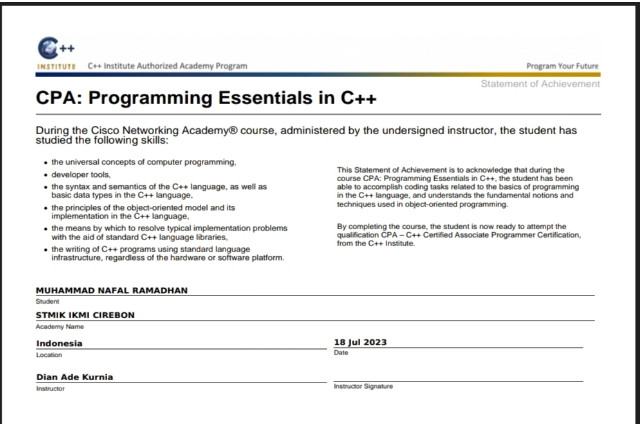 C++
INSTITUTE
C++ Institute Authorized Academy Program
Program Your Future
Statement of Achievement
CPA: Programming Essentials in C++
During the Cisco Networking Academy® course, administered by the undersigned instructor, the student has
studied the following skills:
• the universal concepts of computer programming,
• developer tools,
• the syntax and semantics of the C++ language, as well as
basic data types in the C++ language,
• the principles of the object-oriented model and its
implementation in the C++ language,
• the means by which to resolve typical implementation problems
with the aid of standard C++ language libraries,
• the writing of C++ programs using standard language
infrastructure, regardless of the hardware or software platform.
This Statement of Achievement is to acknowledge that during the
course CPA: Programming Essentials in C++, the student has been
able to accomplish coding tasks related to the basics of programming
in the C++ language, and understands the fundamental notions and
techniques used in object-oriented programming.
By completing the course, the student is now ready to attempt the
qualification CPA – C++ Certified Associate Programmer Certification,
from the C++ Institute.
MUHAMMAD NAFAL RAMADHAN
Student
STMIK IKMI CIREBON
Academy Name
Indonesia
Location
18 Jul 2023
Date
Dian Ade Kurnia
Instructor
Instructor Signature